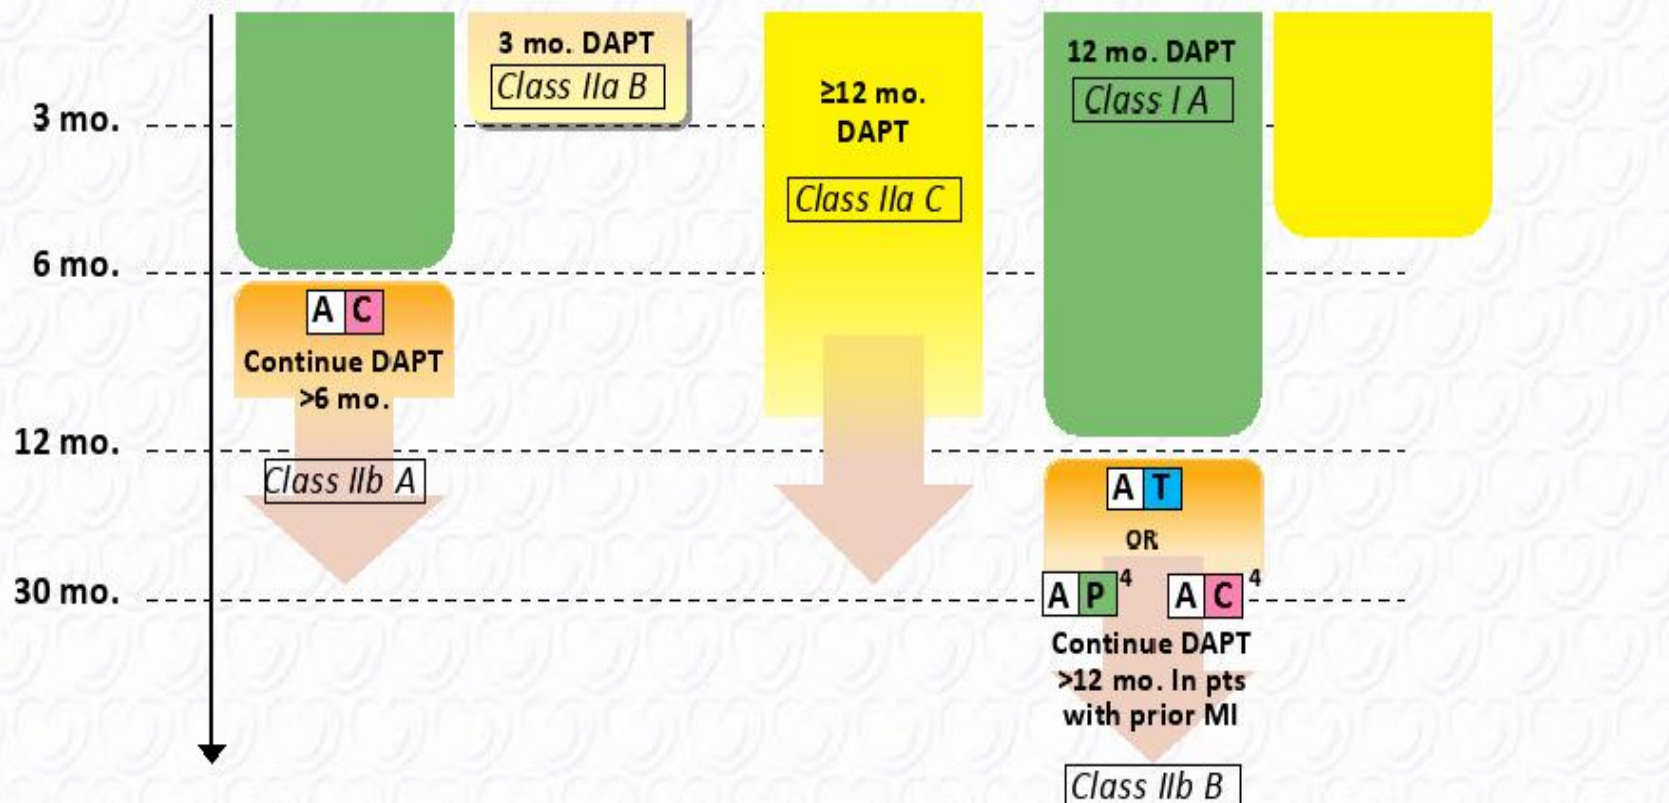 3 mo.
6 mo.
12 mo.
30 mo.
A C
Continue DAPT
>6 mo.
Class IIb A
3 mo. DAPT
Class IIa B
≥12 mo.
DAPT
Class IIa C
12 mo. DAPT
Class I A
A T
OR
A P 4 A C 4
Continue DAPT
>12 mo. In pts
with prior MI
Class IIb B